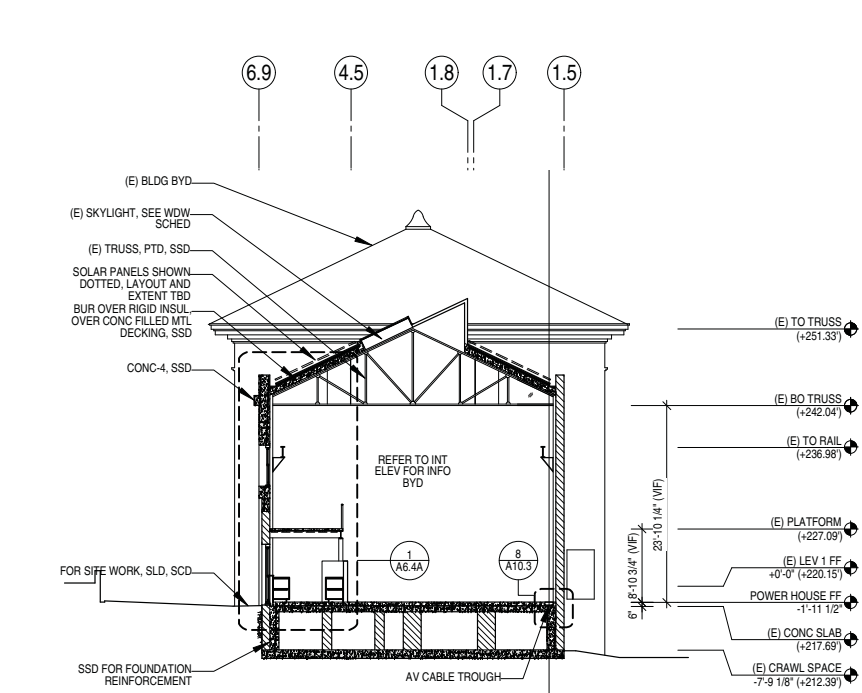 6.9
4.5
1.8
1.7
1.5
(E) BLDG BYD
(E) SKYLIGHT, SEE WDW
SCHED
(E) TRUSS, PTD, SSD
SOLAR PANELS SHOWN
DOTTED, LAYOUT AND
EXTENT TBD
BUR OVER RIGID INSUL,
OVER CONC FILLED MTL
DECKING, SSD
CONC-4, SSD
FOR SITE WORK, SLD, SCD
SSD FOR FOUNDATION
REINFORCEMENT
REFER TO INT
ELEV FOR INFO
BYD
1
A6.4A
8
A10.3
AV CABLE TROUGH
6"
8'-10 3/4" (VIF)
23'-10 1/4" (VIF)
(E) TO TRUSS
(+251.33')
(E) BO TRUSS
(+242.04')
(E) TO RAIL
(+236.98')
(E) PLATFORM
(+227.09')
(E) LEV 1 FF
+0'-0" (+220.15')
POWER HOUSE FF
-1'-11 1/2"
(E) CONC SLAB
(+217.69')
(E) CRAWL SPACE
-7'-9 1/8" (+212.39')